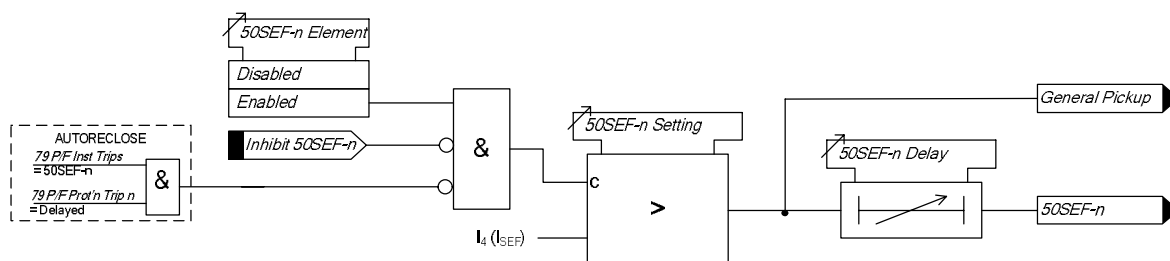 50SEF-n Element
Disabled
Enabled
Inhibit 50SEF-n
AUTORECLOSE
79 P/F Inst Trips
= 50SEF-n
79 P/F Prot'n Trip n
= Delayed
&
&
50SEF-n Setting
c
>
I4 (ISEF)
50SEF-n Delay
General Pickup
50SEF-n